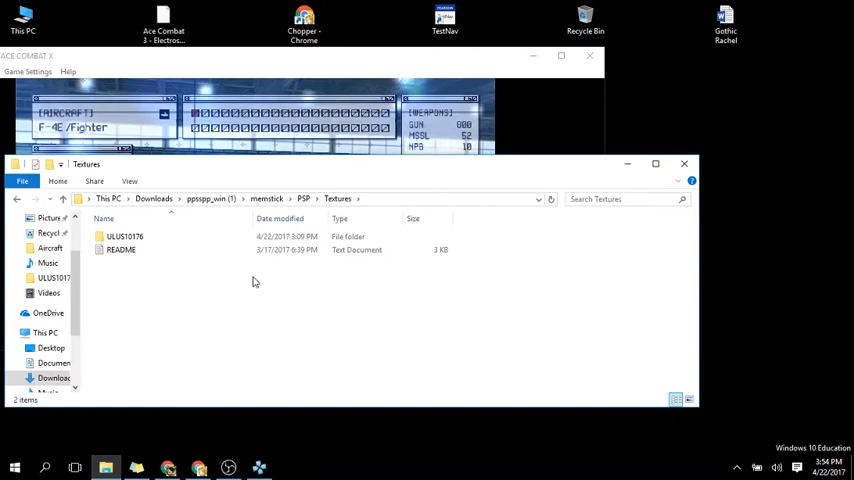 This PC
Ace Combat
3 - Electros...
Chopper -
Chrome
PEARSON
TestNav
Recycle Bin
Gothic
Rachel
ACE COMBAT X
Game Settings Help
[AIRCRAFT]
F-4E /Fighter
[WEAPONS]
GUN 800
MSSL 52
NPB 10
Textures
File Home Share View
This PC > Downloads > ppsspp_win (1) > memstick > PSP > Textures >
Search Textures
Name Date modified Type Size
ULUS10176 4/22/2017 3:09 PM File folder
README 3/17/2017 6:39 PM Text Document 3 KB
Picture
Recycl
Aircraft
Music
ULUS1017
Videos
OneDrive
This PC
Desktop
Documen
Downloac
2 items
Windows 10 Education
3:54 PM
4/22/2017